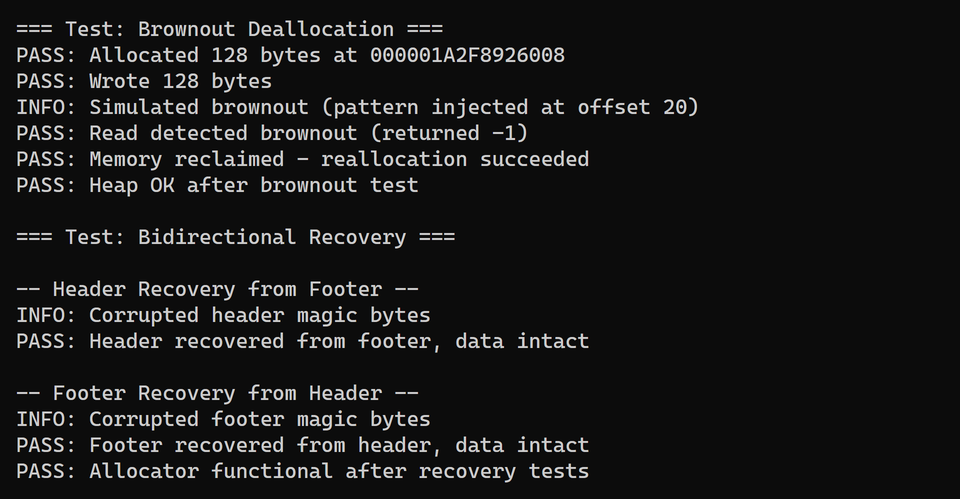 === Test: Brownout Deallocation ===
PASS: Allocated 128 bytes at 000001A2F8926008
PASS: Wrote 128 bytes
INFO: Simulated brownout (pattern injected at offset 20)
PASS: Read detected brownout (returned -1)
PASS: Memory reclaimed - reallocation succeeded
PASS: Heap OK after brownout test
=== Test: Bidirectional Recovery ===
-- Header Recovery from Footer --
INFO: Corrupted header magic bytes
PASS: Header recovered from footer, data intact
-- Footer Recovery from Header --
INFO: Corrupted footer magic bytes
PASS: Footer recovered from header, data intact
PASS: Allocator functional after recovery tests